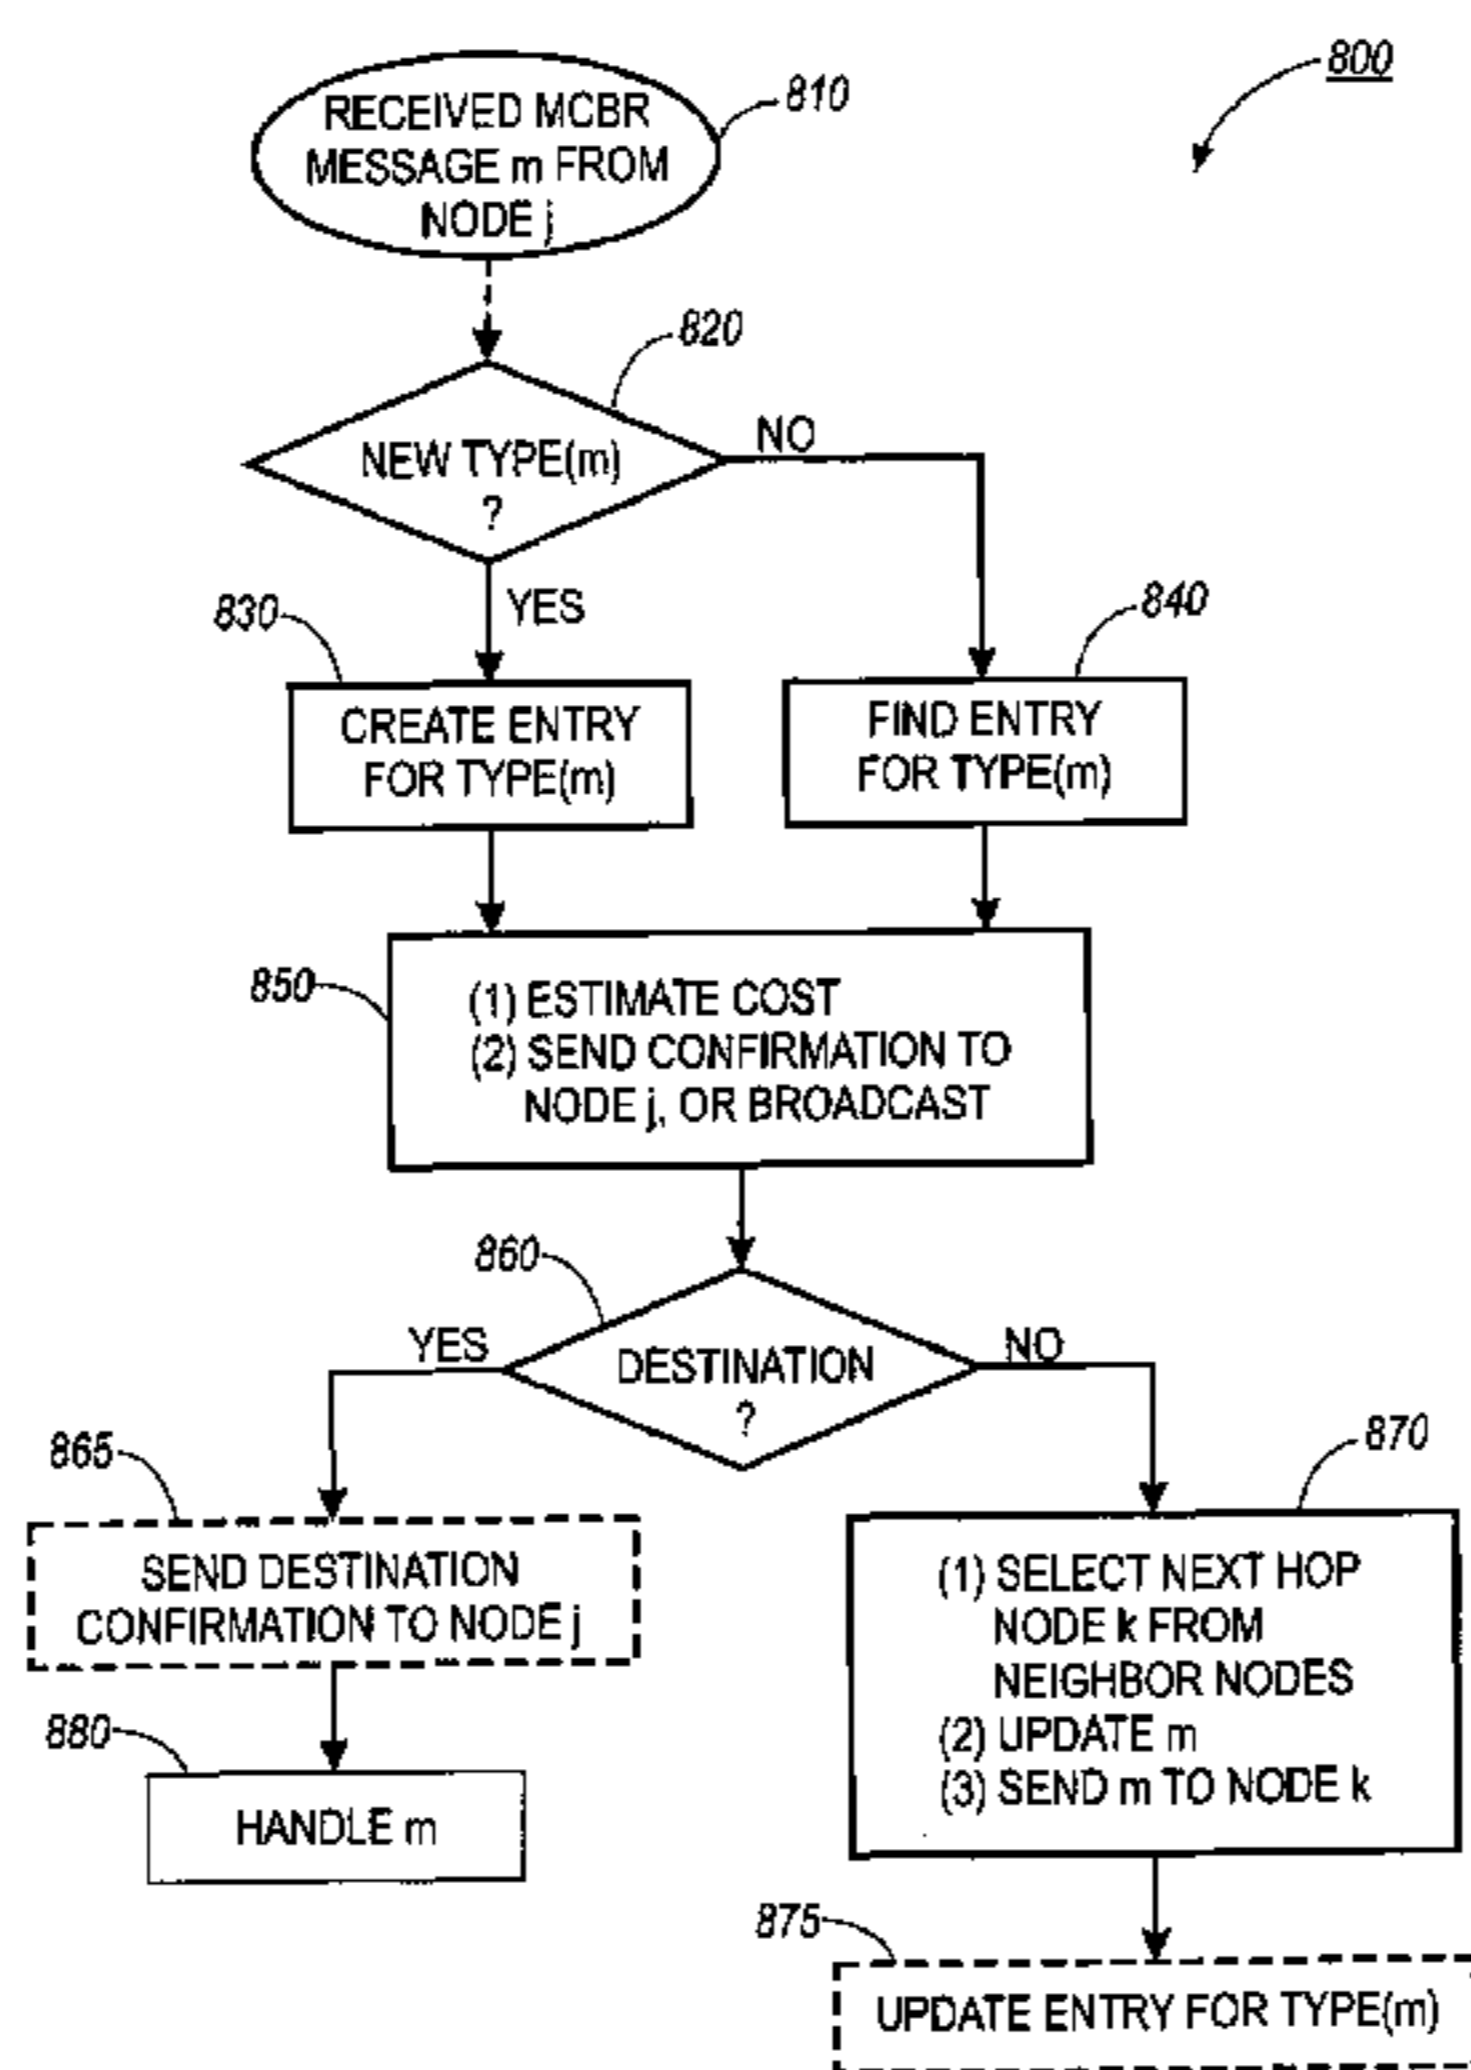 800
RECEIVED MCBR
MESSAGE m FROM
NODE j
810
820
NEW TYPE(m)
?
NO
YES
830
CREATE ENTRY
FOR TYPE(m)
840
FIND ENTRY
FOR TYPE(m)
850
(1) ESTIMATE COST
(2) SEND CONFIRMATION TO
NODE j, OR BROADCAST
860
DESTINATION
?
YES
NO
865
SEND DESTINATION
CONFIRMATION TO NODE j
880
HANDLE m
870
(1) SELECT NEXT HOP
NODE k FROM
NEIGHBOR NODES
(2) UPDATE m
(3) SEND m TO NODE k
875
UPDATE ENTRY FOR TYPE(m)